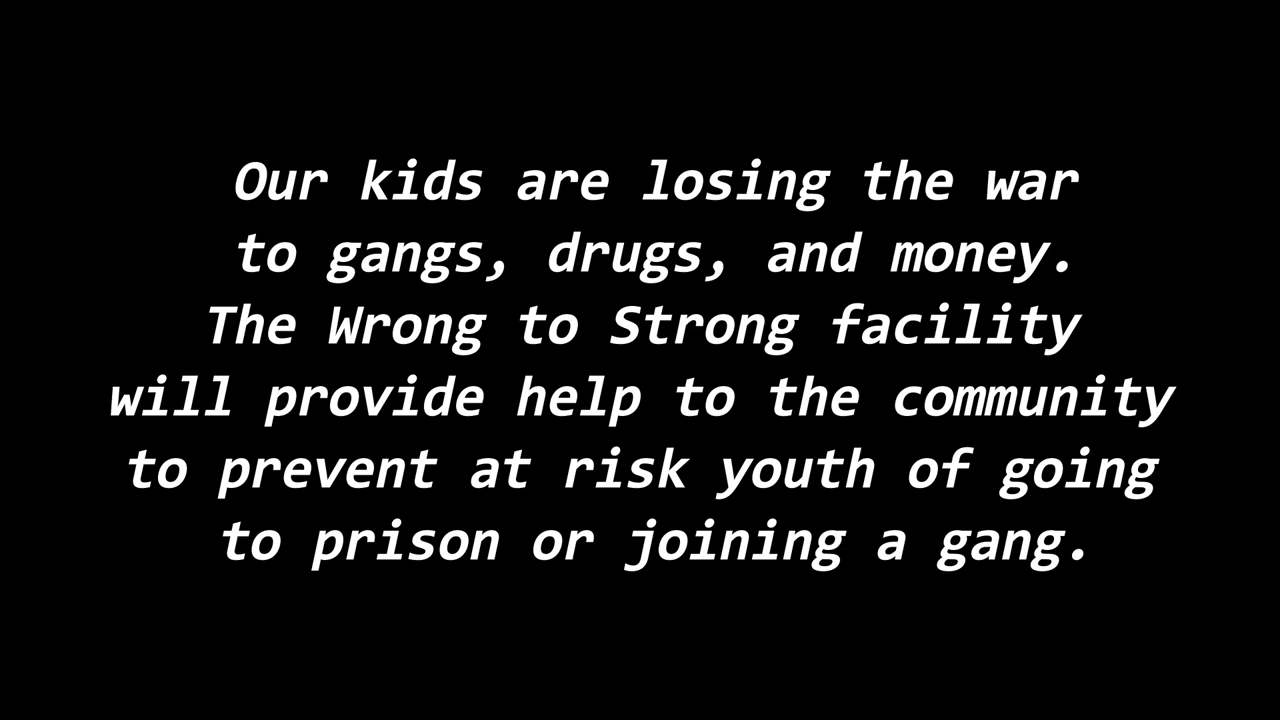 Our kids are losing the war
to gangs, drugs, and money.
The Wrong to Strong facility
will provide help to the community
to prevent at risk youth of going
to prison or joining a gang.